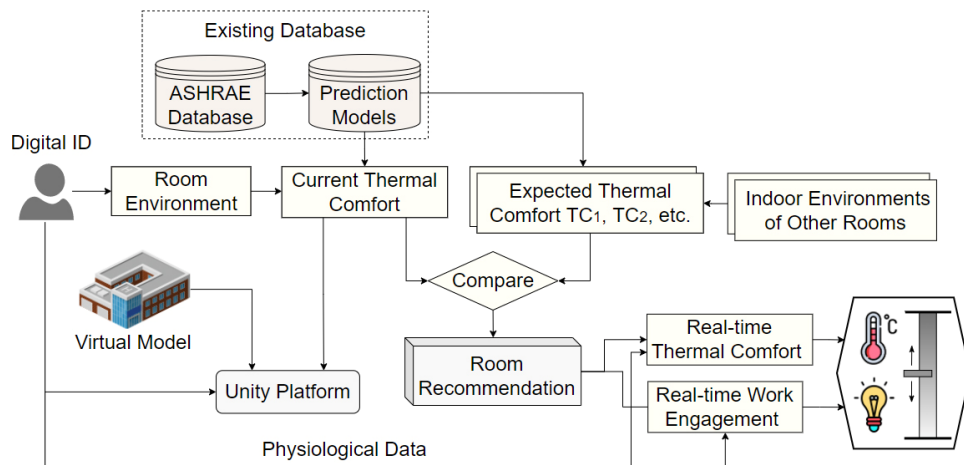 Existing Database
ASHRAE
Database
Prediction
Models
Digital ID
Room
Environment
Current Thermal
Comfort
Expected Thermal
Comfort TC1, TC2, etc.
Indoor Environments
of Other Rooms
Compare
Virtual Model
Unity Platform
Room
Recommendation
Real-time
Thermal Comfort
Real-time Work
Engagement
°C
Physiological Data